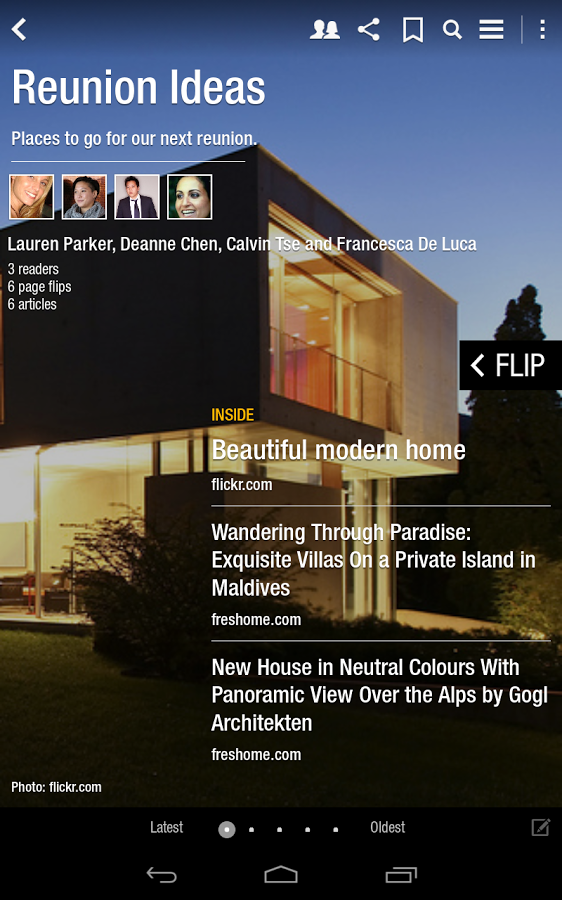 Reunion Ideas
Places to go for our next reunion.
Lauren Parker, Deanne Chen, Calvin Tse and Francesca De Luca
3 readers
6 page flips
6 articles
FLIP
INSIDE
Beautiful modern home
flickr.com
Wandering Through Paradise:
Exquisite Villas On a Private Island in
Maldives
freshome.com
New House in Neutral Colours With
Panoramic View Over the Alps by Gogl
Architekten
freshome.com
Photo: flickr.com
Latest
Oldest